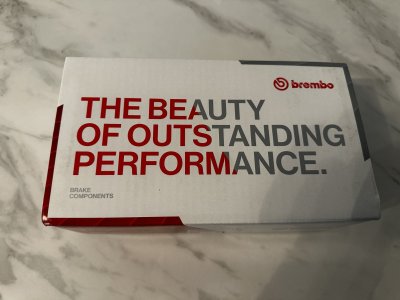 brembo
THE BEAUTY
OF OUTSTANDING
PERFORMANCE.
BRAKE
COMPONENTS